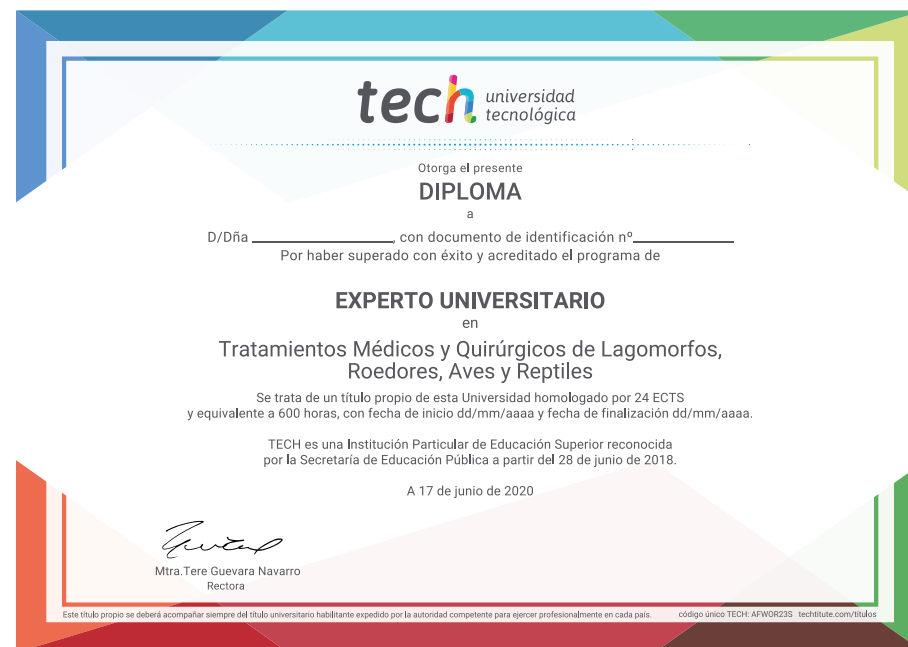 tech universidad
tecnológica
Otorga el presente
DIPLOMA
a
D/Dña ____________________, con documento de identificación nº______________
Por haber superado con éxito y acreditado el programa de
EXPERTO UNIVERSITARIO
en
Tratamientos Médicos y Quirúrgicos de Lagomorfos,
Roedores, Aves y Reptiles
Se trata de un título propio de esta Universidad homologado por 24 ECTS
y equivalente a 600 horas, con fecha de inicio dd/mm/aaaa y fecha de finalización dd/mm/aaaa.
TECH es una Institución Particular de Educación Superior reconocida
por la Secretaría de Educación Pública a partir del 28 de junio de 2018.
A 17 de junio de 2020
Mtra.Tere Guevara Navarro
Rectora
Este título propio se deberá acompañar siempre del título universitario habilitante expedido por la autoridad competente para ejercer profesionalmente en cada país. código único TECH: AFWOR23S techtitute.com/titulos